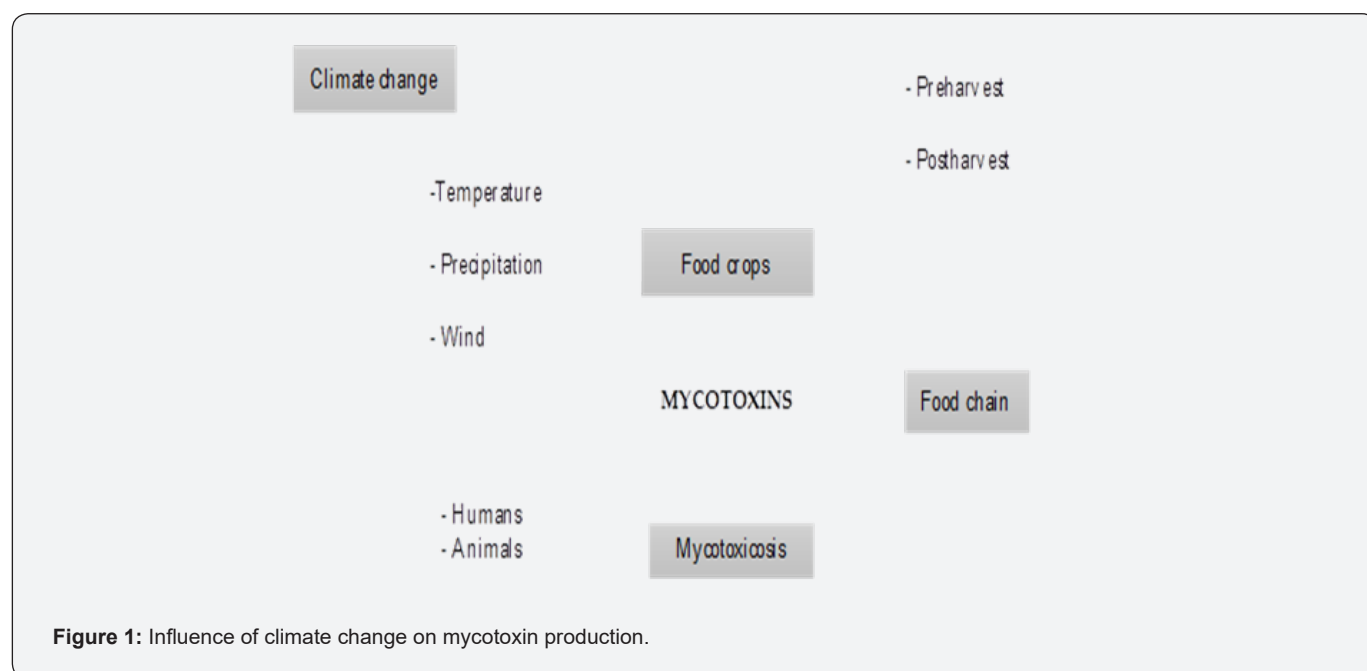 Climate change
- Preharvest
- Postharvest
-Temperature
- Precipitation
- Wind
Food crops
MYCOTOXINS
Food chain
- Humans
- Animals
Mycotoxicosis
Figure 1: Influence of climate change on mycotoxin production.